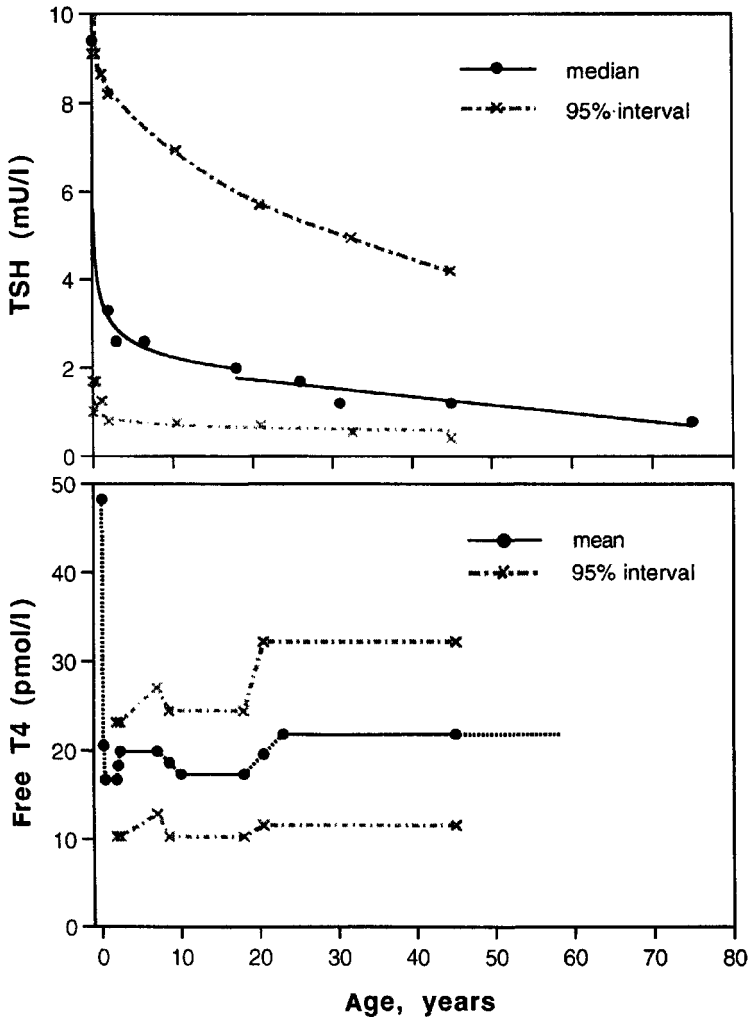 10
8
6
4
2
0
TSH (mU/l)
median
95% interval
50
40
30
20
10
0
Free T4 (pmol/l)
mean
95% interval
0 10 20 30 40 50 60 70 80
Age, years